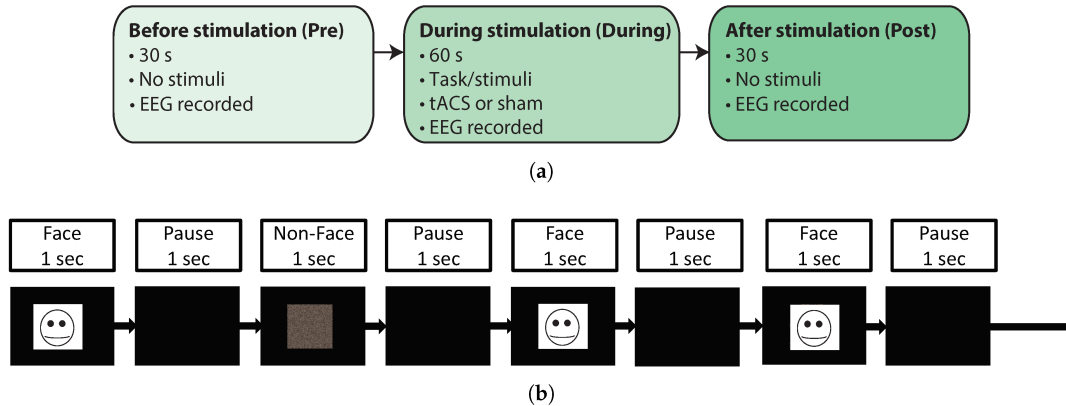 Before stimulation (Pre)
• 30 s
• No stimuli
• EEG recorded
During stimulation (During)
• 60 s
• Task/stimuli
• tACS or sham
• EEG recorded
After stimulation (Post)
• 30 s
• No stimuli
• EEG recorded
(a)
Face
1 sec
Pause
1 sec
Non-Face
1 sec
Pause
1 sec
Face
1 sec
Pause
1 sec
Face
1 sec
Pause
1 sec
(b)